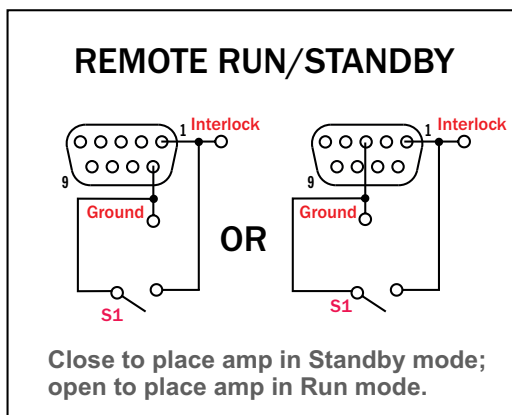 REMOTE RUN/STANDBY
1 Interlock
9
Ground
S1
OR
1 Interlock
9
Ground
S1
Close to place amp in Standby mode;
open to place amp in Run mode.